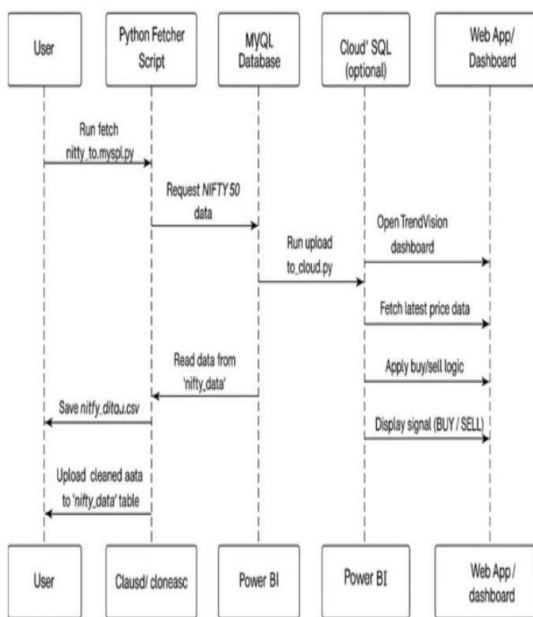 User
Python Fetcher
Script
MYQL
Database
Cloud' SQL
(optional)
Web App/
Dashboard
Run fetch
nitty_to.myspl.py
Request NIFTY 50
data
Run upload
to_cloud.py
Open TrendVision
dashboard
Fetch latest price data
Read data from
'nifty_data'
Apply buy/sell logic
Save nitfy_ditau.csv
Display signal (BUY / SELL)
Upload cleaned aata
to 'nifty_data' table
User
Clausd/ cloneasc
Power BI
Power BI
Web App /
dashboard